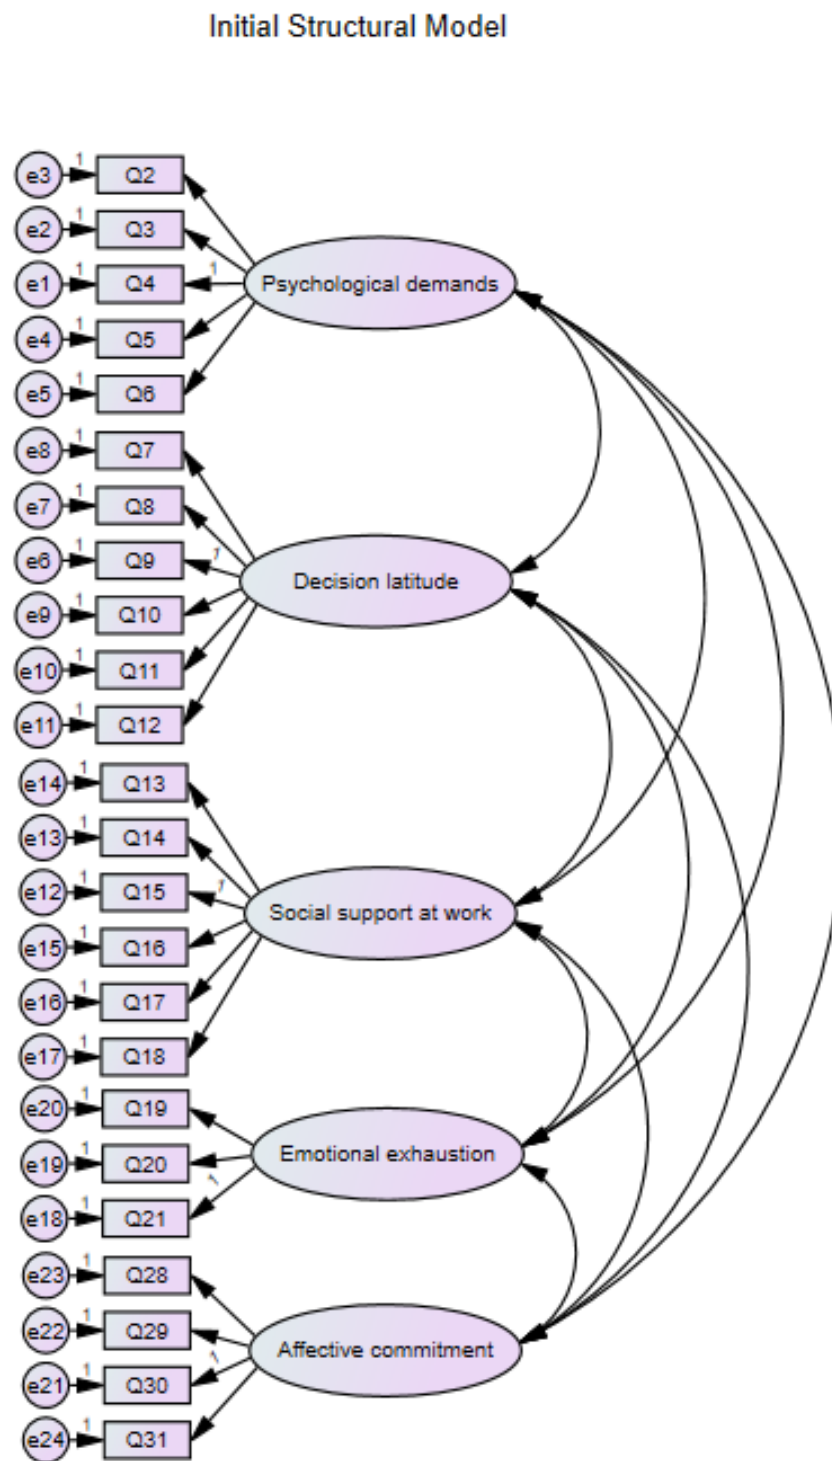 Initial Structural Model
e3 1 Q2
e2 1 Q3
e1 1 Q4 1 Psychological demands
e4 1 Q5
e5 1 Q6
e8 1 Q7
e7 1 Q8
e6 1 Q9 1 Decision latitude
e9 1 Q10
e10 1 Q11
e11 1 Q12
e14 1 Q13
e13 1 Q14
e12 1 Q15 1 Social support at work
e15 1 Q16
e16 1 Q17
e17 1 Q18
e20 1 Q19
e19 1 Q20 Emotional exhaustion
e18 1 Q21 1
e23 1 Q28
e22 1 Q29 Affective commitment
e21 1 Q30 1
e24 1 Q31